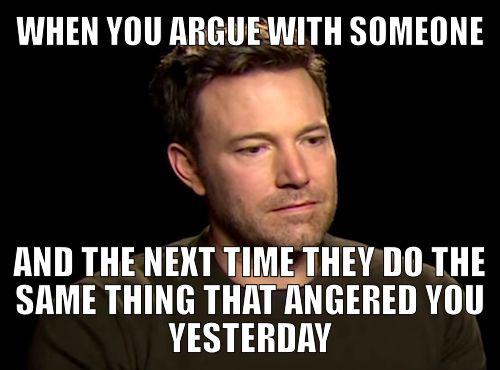 WHEN YOU ARGUE WITH SOMEONE
AND THE NEXT TIME THEY DO THE
SAME THING THAT ANGERED YOU
YESTERDAY